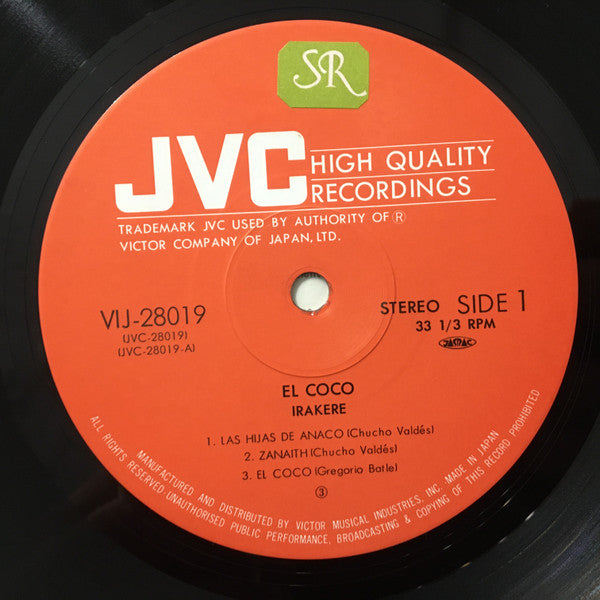 SR
JVC HIGH QUALITY
RECORDINGS
TRADEMARK JVC USED BY AUTHORITY OF Ⓡ
VICTOR COMPANY OF JAPAN, LTD.
VIJ-28019
(JVC-28019)
(JVC-28019-A)
STEREO SIDE 1
33 1/3 RPM
JASRAC
EL COCO
IRAKERE
1. LAS HIJAS DE ANACO (Chucho Valdés)
2. ZANAITH (Chucho Valdés)
3. EL COCO (Gregorio Batle)
③
MANUFACTURED AND DISTRIBUTED BY VICTOR MUSICAL INDUSTRIES, INC. MADE IN JAPAN
ALL RIGHTS RESERVED. UNAUTHORISED PUBLIC PERFORMANCE, BROADCASTING & COPYING OF THIS RECORD PROHIBITED